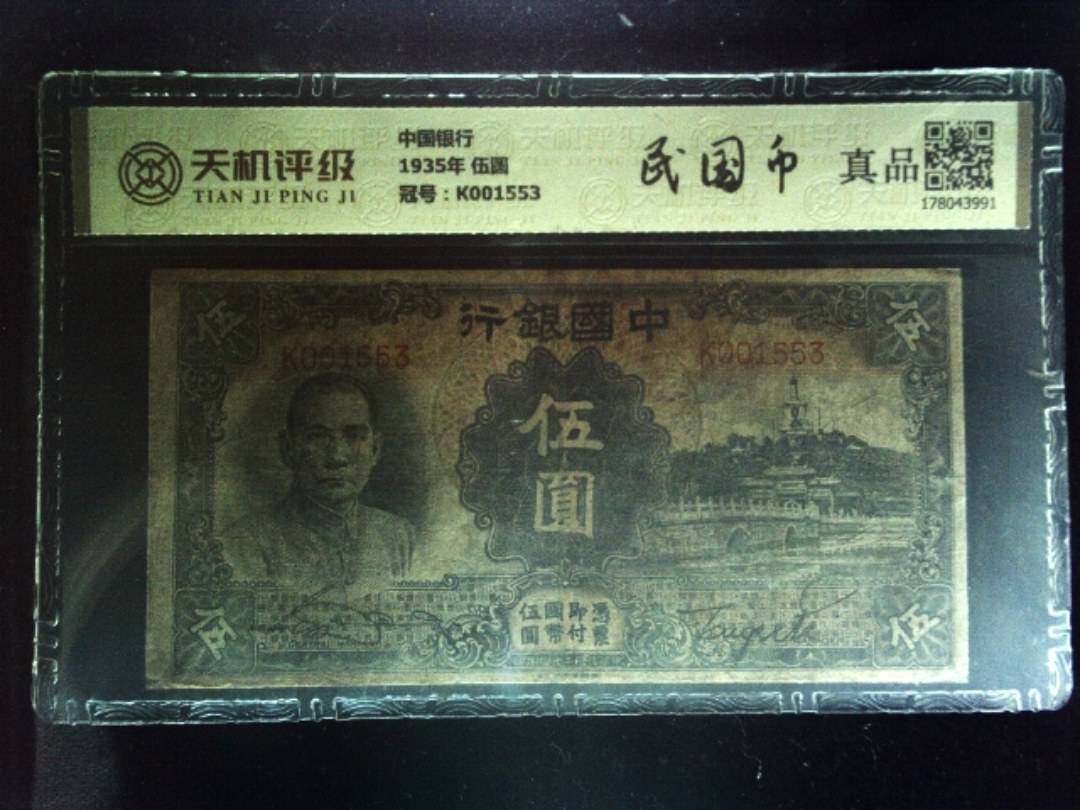 天机评级
TIAN JI PING JI
中国银行
1935年 伍圆
冠号：K001553
民国币
真品
178043991
行銀國中
K001553
K001553
伍
伍
伍
圓
伍
伍
憑票
即付
國幣
伍圓